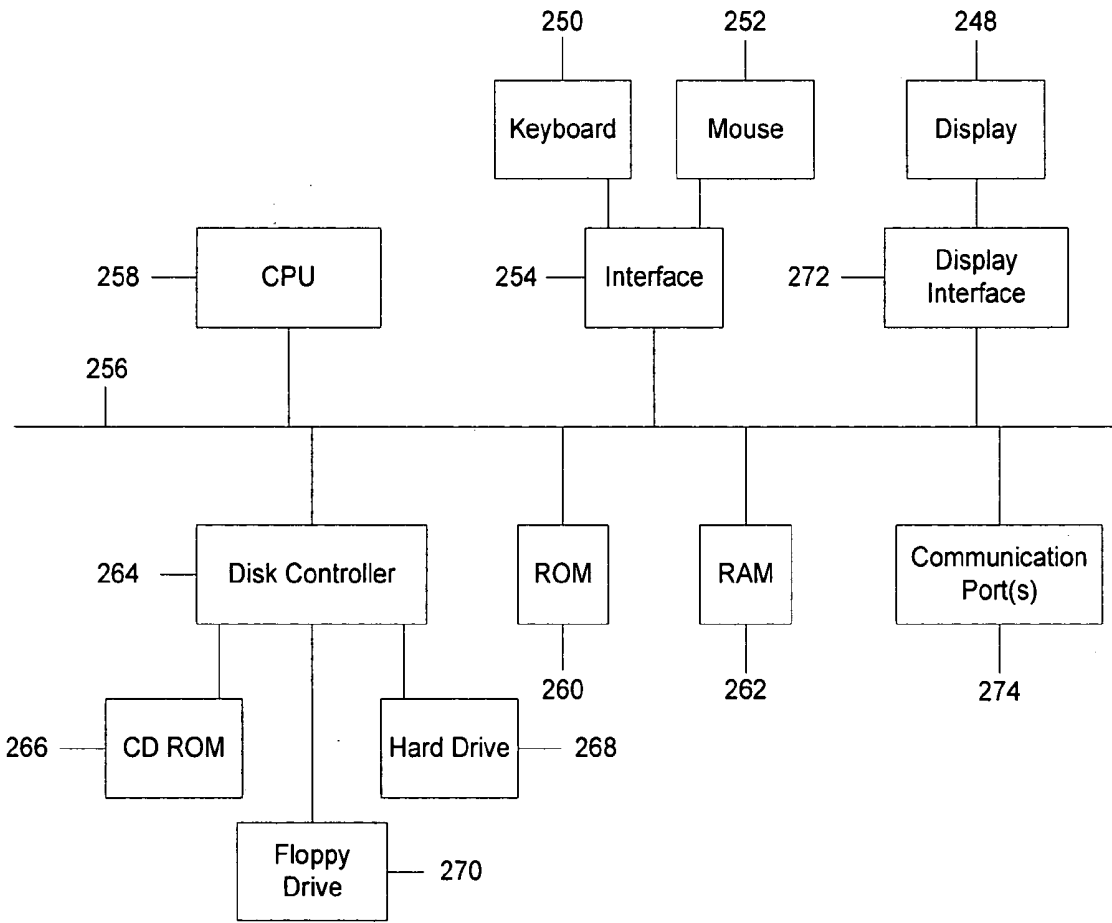 250
252
248
Keyboard
Mouse
Display
258
CPU
254
Interface
272
Display
Interface
256
264
Disk Controller
ROM
RAM
Communication
Port(s)
260
262
274
266
CD ROM
Hard Drive
268
Floppy
Drive
270